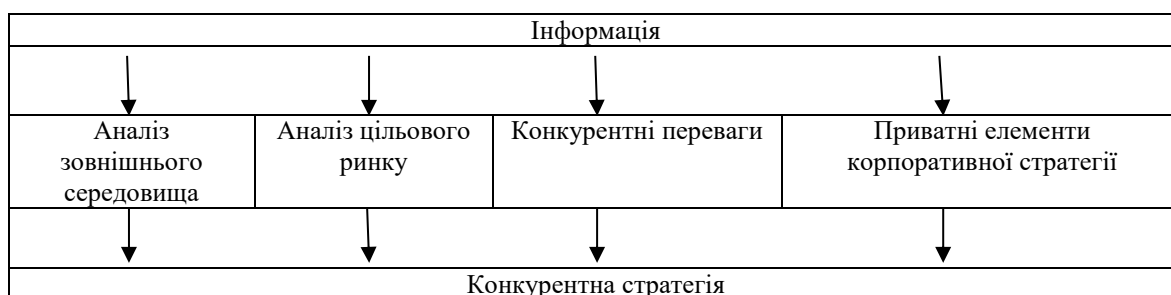 Інформація
Аналіз
зовнішнього
середовища
Аналіз цільового
ринку
Конкурентні переваги
Приватні елементи
корпоративної стратегії
Конкурентна стратегія